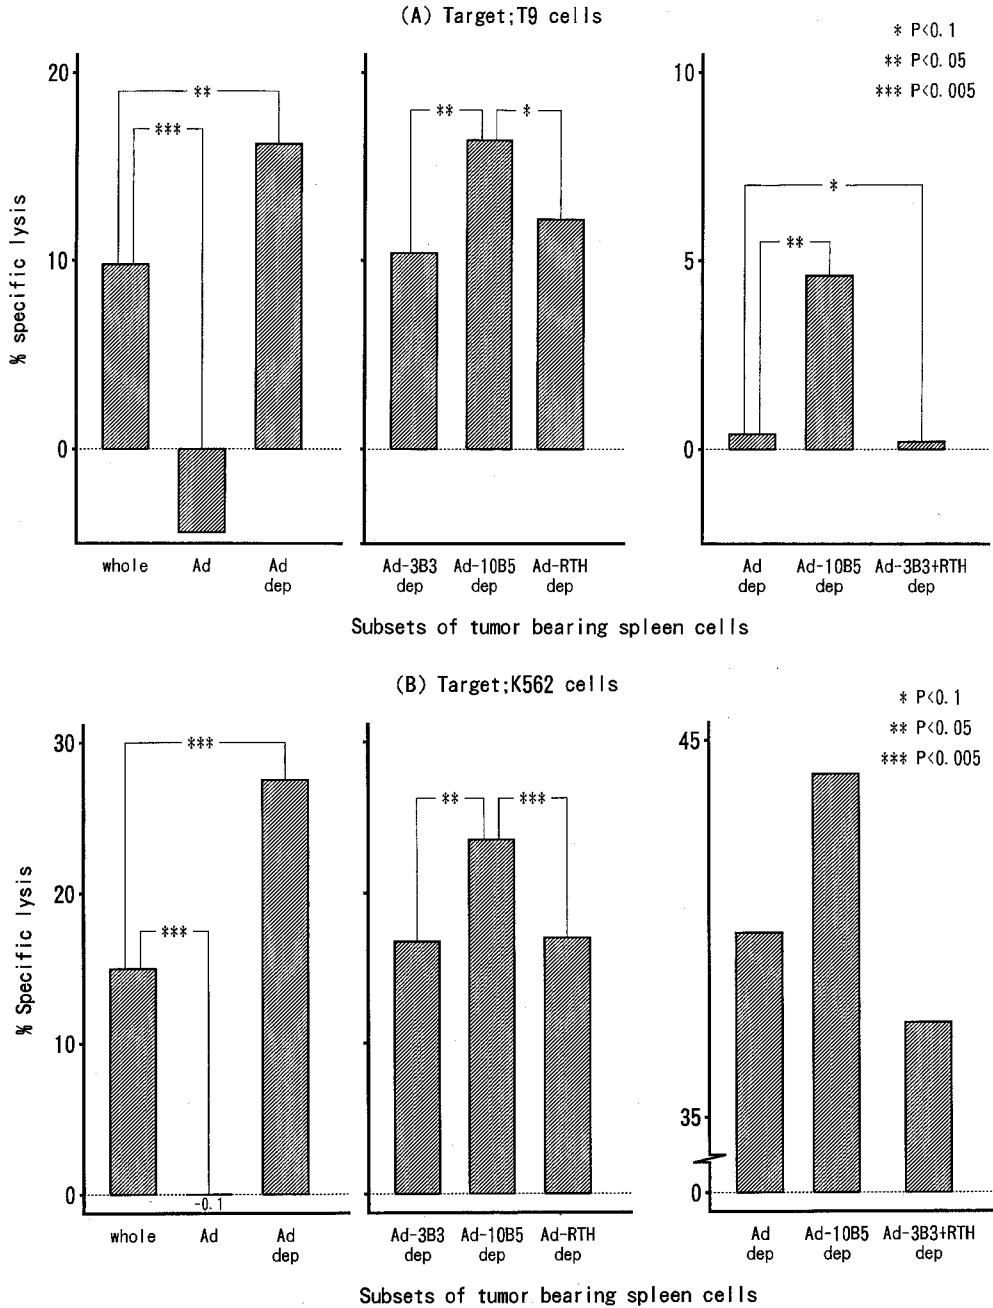 (A) Target;T9 cells
* P<0.1
** P<0.05
*** P<0.005
% specific lysis
20
10
0
**
***
whole Ad Ad dep
**
*
Ad-3B3 dep Ad-10B5 dep Ad-RTH dep
10
5
0
*
**
Ad dep Ad-10B5 dep Ad-3B3+RTH dep
Subsets of tumor bearing spleen cells
(B) Target;K562 cells
* P<0.1
** P<0.05
*** P<0.005
% Specific lysis
30
20
10
0
***
***
-0.1
whole Ad Ad dep
**
***
Ad-3B3 dep Ad-10B5 dep Ad-RTH dep
45
35
0
Ad dep Ad-10B5 dep Ad-3B3+RTH dep
Subsets of tumor bearing spleen cells